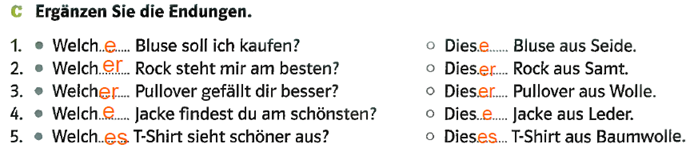 C Ergänzen Sie die Endungen.
1. • Welch..e.... Bluse soll ich kaufen? ○ Dies.e..... Bluse aus Seide.
2. • Welch.er.... Rock steht mir am besten? ○ Dies.er.... Rock aus Samt.
3. • Welcher.... Pullover gefällt dir besser? ○ Dies.er.... Pullover aus Wolle.
4. • Welch.e.... Jacke findest du am schönsten? ○ Dies..e.... Jacke aus Leder.
5. • Welch..es. T-Shirt sieht schöner aus? ○ Dies.es... T-Shirt aus Baumwolle.